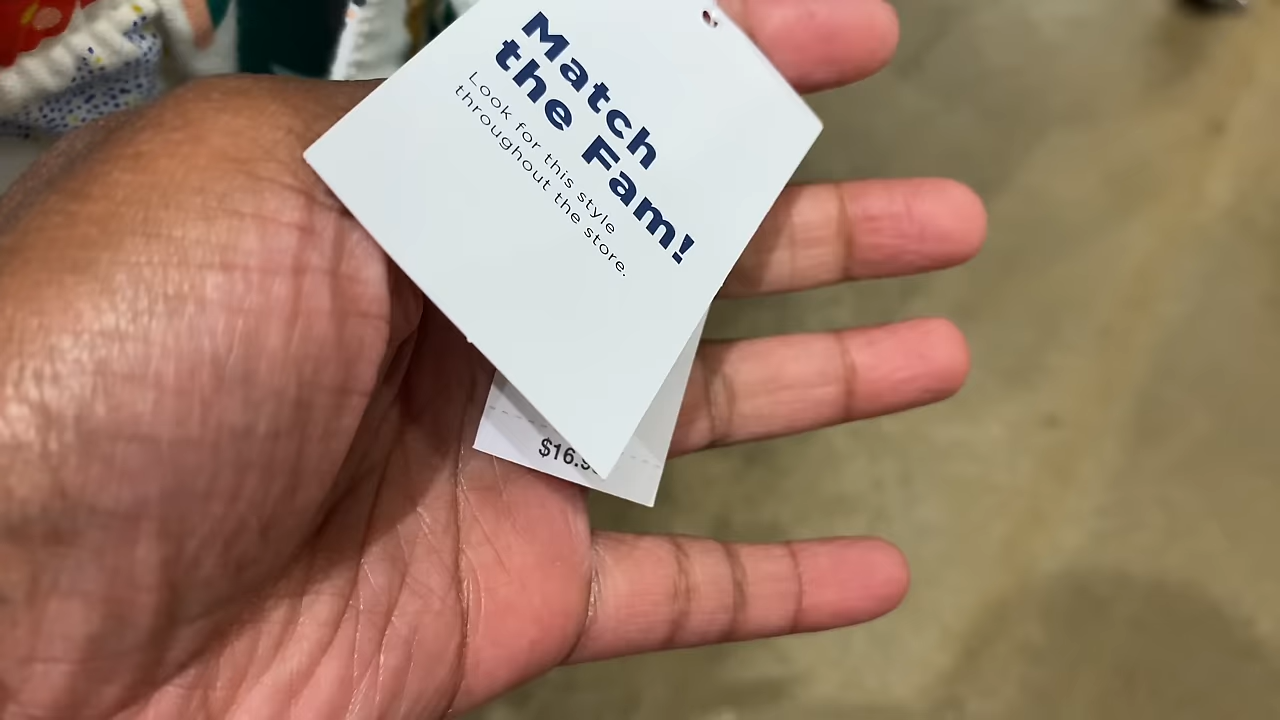 Match
the Fam!
Look for this style
throughout the store.